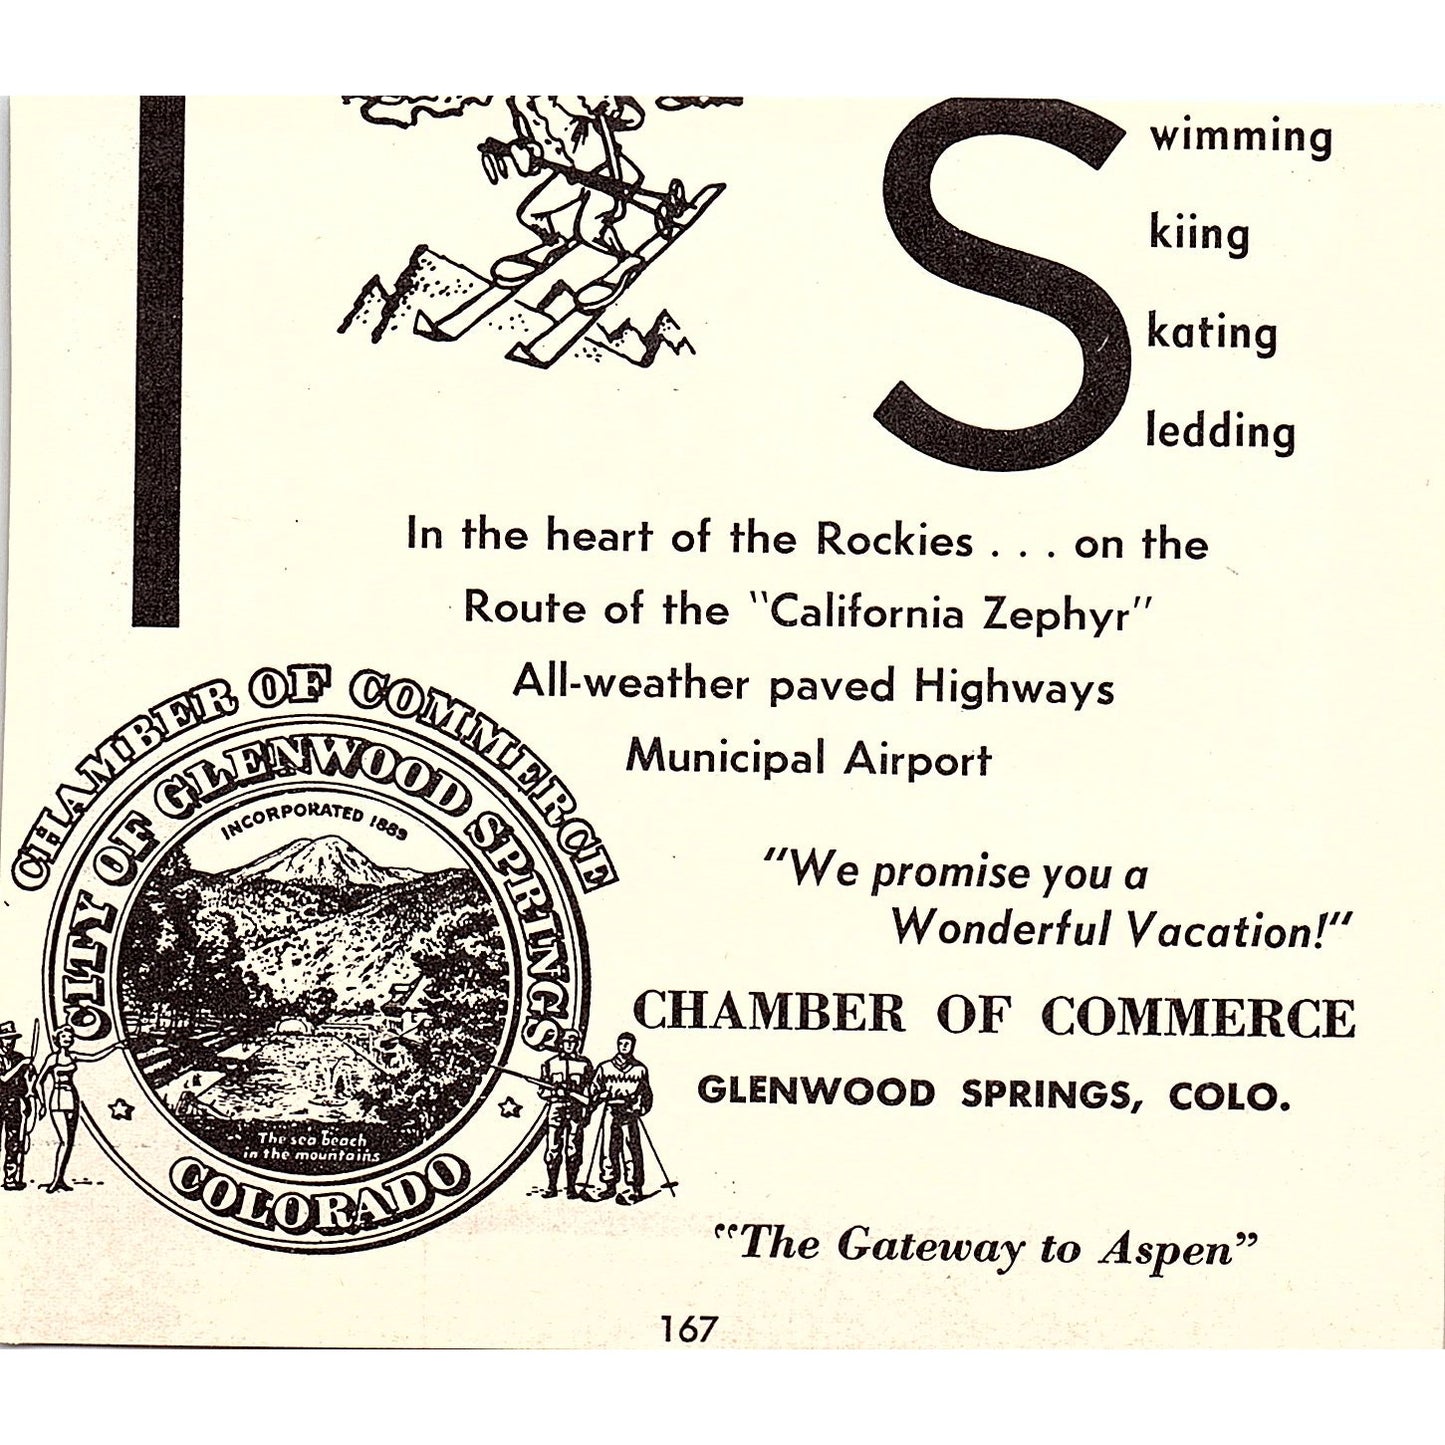 S
wimming
kiing
kating
ledding
In the heart of the Rockies . . . on the
Route of the "California Zephyr"
All-weather paved Highways
Municipal Airport
CHAMBER OF COMMERCE
CITY OF GLENWOOD SPRINGS
INCORPORATED 1889
The sea beach
in the mountains
COLORADO
"We promise you a
Wonderful Vacation!"
CHAMBER OF COMMERCE
GLENWOOD SPRINGS, COLO.
"The Gateway to Aspen"
167